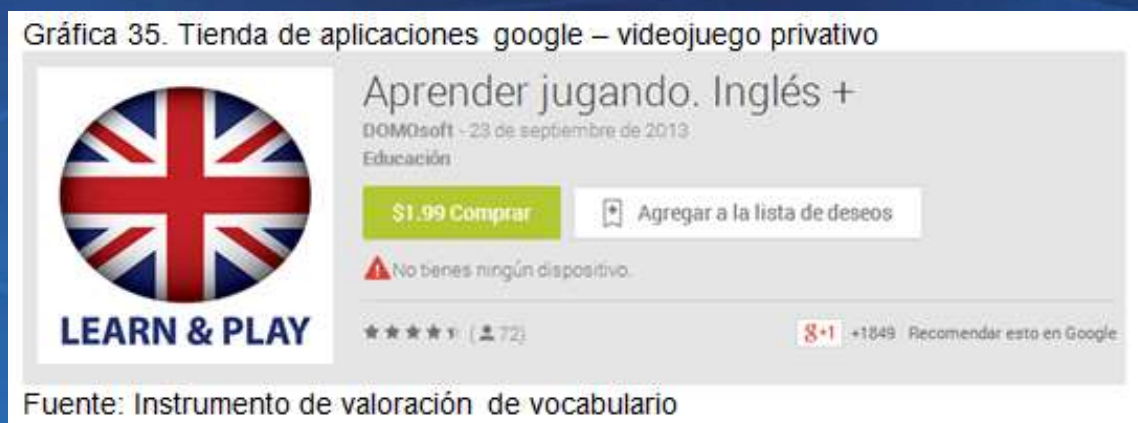 Gráfica 35. Tienda de aplicaciones google – videojuego privativo
Aprender jugando. Inglés +
DOMOsoft - 23 de septiembre de 2013
Educación
$1.99 Comprar
Agregar a la lista de deseos
No tienes ningún dispositivo.
LEARN & PLAY
(72)
g+1 +1849 Recomendar esto en Google
Fuente: Instrumento de valoración de vocabulario